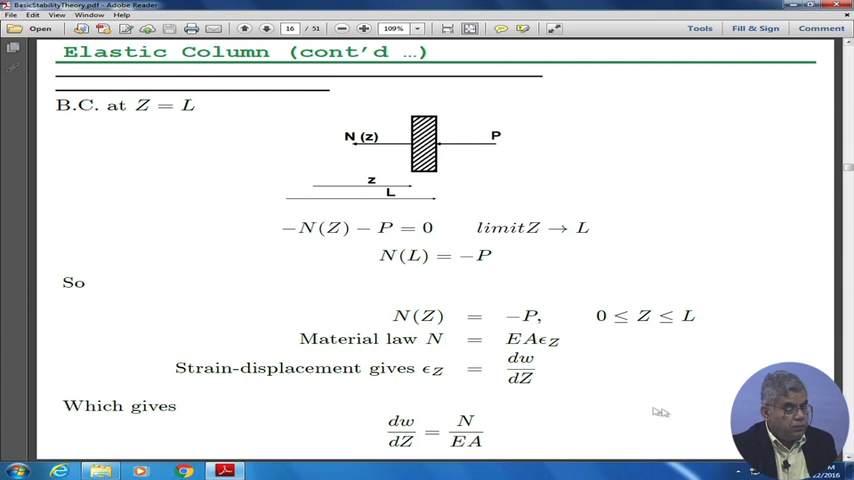 BasicStabilityTheory.pdf - Adobe Reader
File Edit View Window Help
Open 16 / 51 109% Tools Fill & Sign Comment
Elastic Column (cont'd ...)
B.C. at Z = L
N (z) P
z
L
−N(Z) − P = 0 limitZ → L
N(L) = −P
So
N(Z) = −P, 0 ≤ Z ≤ L
Material law N = EAϵ_Z
Strain-displacement gives ϵ_Z = dw/dZ
Which gives
dw/dZ = N/EA